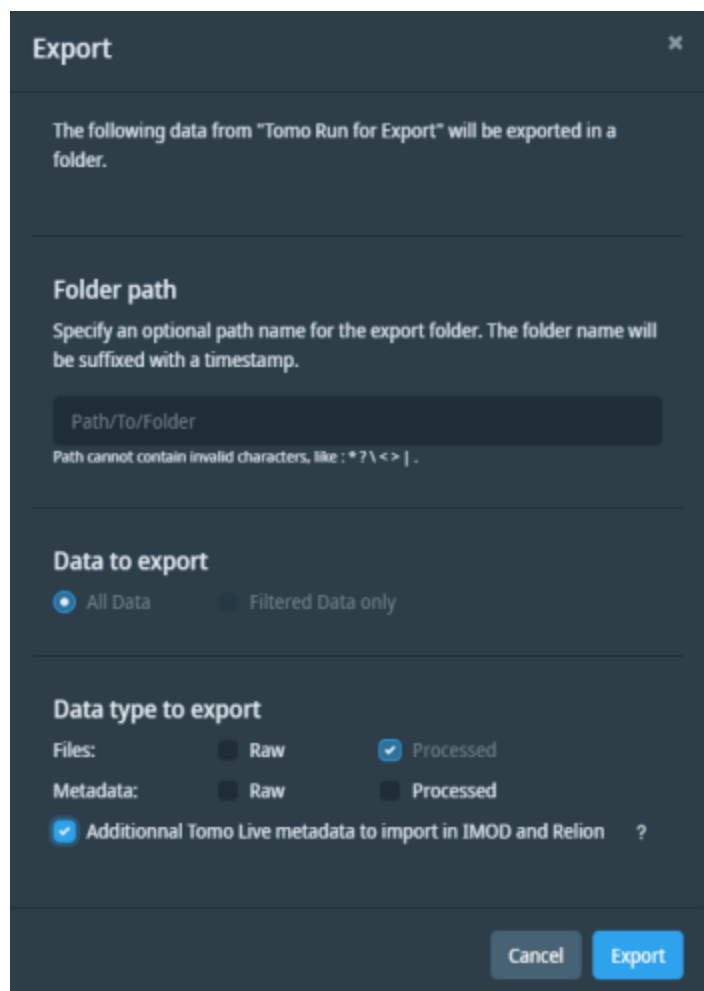 Export
×
The following data from "Tomo Run for Export" will be exported in a
folder.
Folder path
Specify an optional path name for the export folder. The folder name will
be suffixed with a timestamp.
Path/To/Folder
Path cannot contain invalid characters, like : * ? \ < > | .
Data to export
All Data Filtered Data only
Data type to export
Files: Raw Processed
Metadata: Raw Processed
Additionnal Tomo Live metadata to import in IMOD and Relion ?
Cancel Export